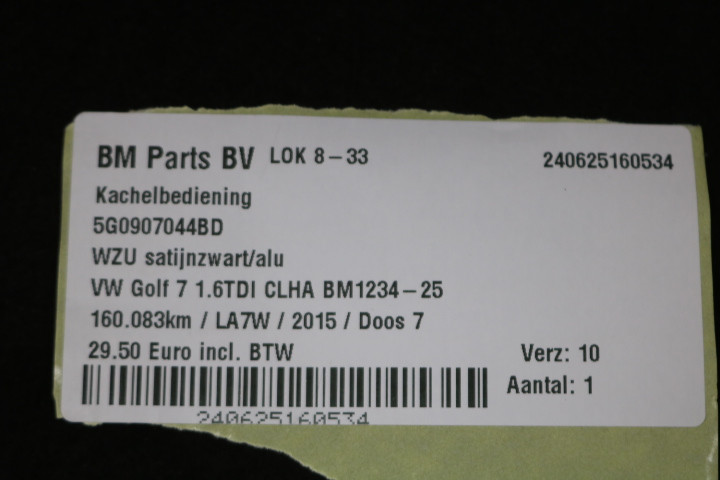 BM Parts BV LOK 8-33 240625160534
Kachelbediening
5G0907044BD
WZU satijnzwart/alu
VW Golf 7 1.6TDI CLHA BM1234-25
160.083km / LA7W / 2015 / Doos 7
29.50 Euro incl. BTW Verz: 10
Aantal: 1
240625160534